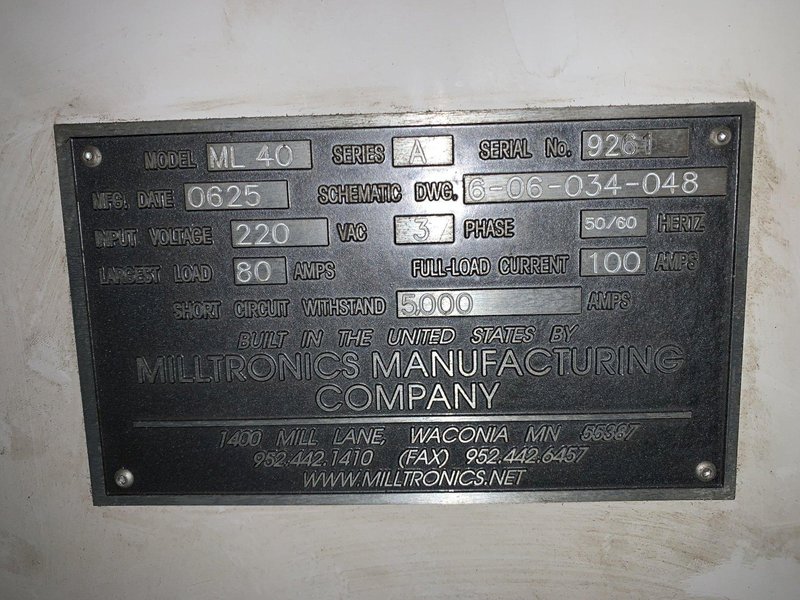 MODEL ML 40 SERIES A SERIAL No. 9261
MFG. DATE 0625 SCHEMATIC DWG. 6-06-034-048
INPUT VOLTAGE 220 VAC 3 PHASE 50/60 HERTZ
LARGEST LOAD 80 AMPS FULL-LOAD CURRENT 100 AMPS
SHORT CIRCUIT WITHSTAND 5000 AMPS
BUILT IN THE UNITED STATES BY
MILLTRONICS MANUFACTURING
COMPANY
1400 MILL LANE, WACONIA MN 55387
952.442.1410 (FAX) 952.442.6457
WWW.MILLTRONICS.NET